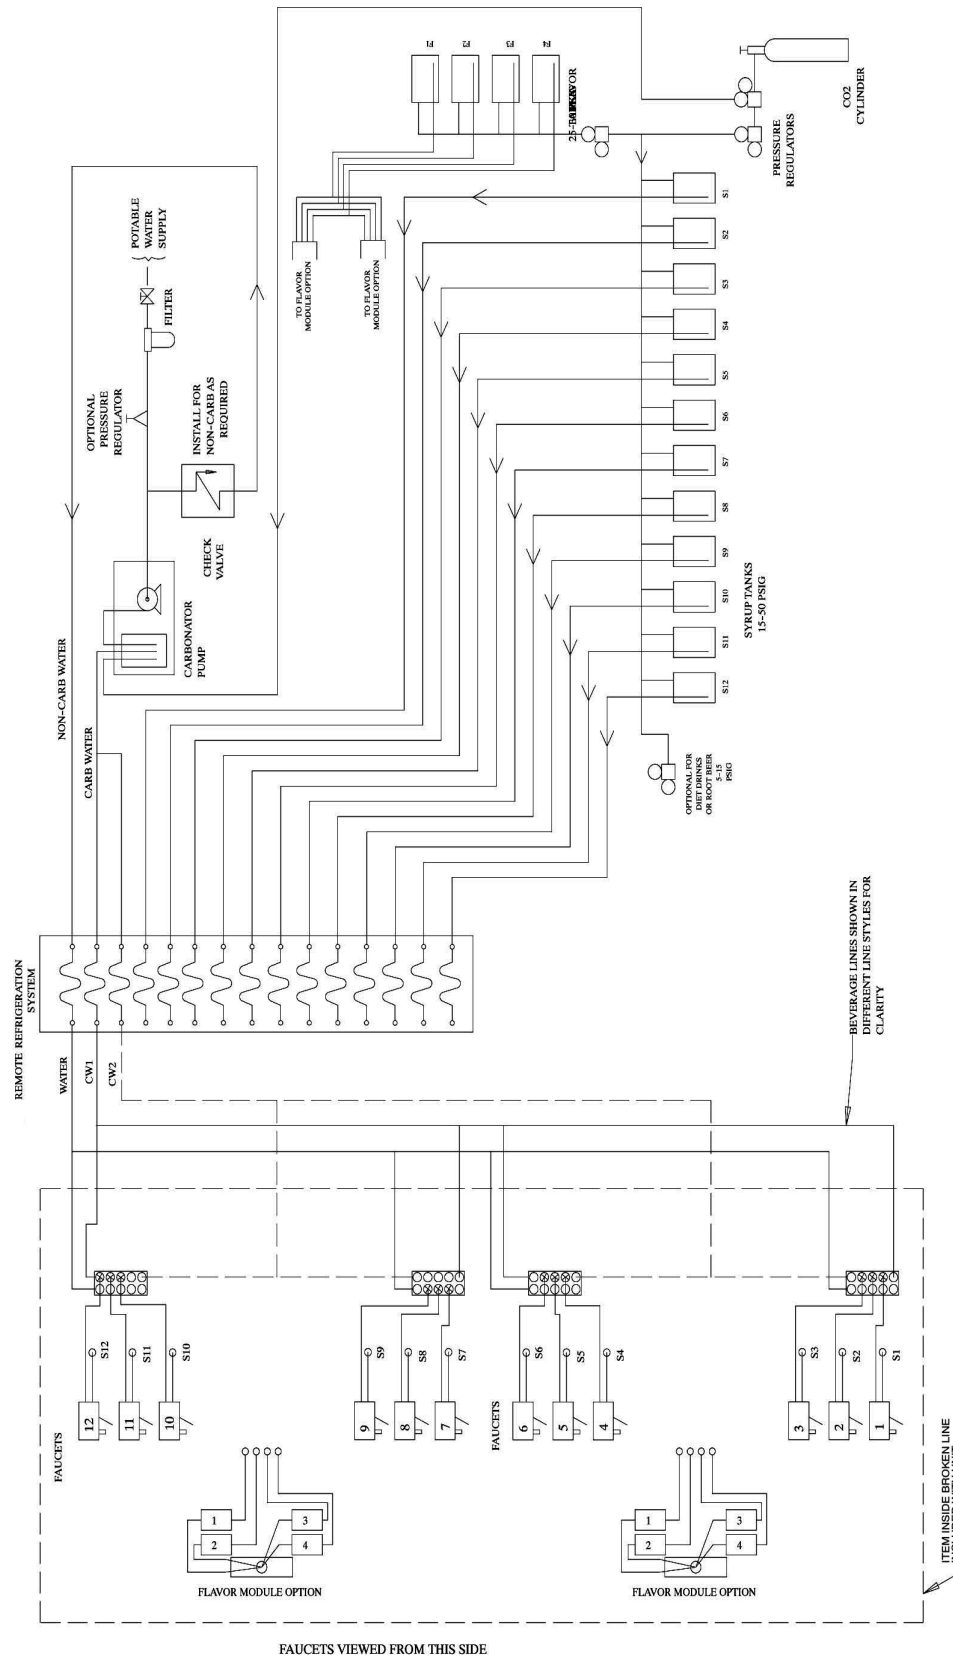 F1
F2
F3
F4
CO2
CYLINDER
PRESSURE
REGULATORS
POTABLE
WATER
SUPPLY
FILTER
OPTIONAL
PRESSURE
REGULATOR
INSTALL FOR
NON-CARB AS
REQUIRED
CHECK
VALVE
TO FLAVOR
MODULE OPTION
TO FLAVOR
MODULE OPTION
S1
S2
S3
S4
S5
S6
S7
S8
S9
S10
S11
S12
SYRUP TANKS
15-50 PSIG
CARBONATOR
PUMP
NON-CARB WATER
CARB WATER
OPTIONAL FOR
DIET DRINKS
OR ROOT BEER
5-15
PSIG
REMOTE REFRIGERATION
SYSTEM
BEVERAGE LINES SHOWN IN
DIFFERENT LINE STYLES FOR
CLARITY
WATER
CW1
CW2
S12
S11
S10
S9
S8
S7
S6
S5
S4
S3
S2
S1
FAUCETS
12
11
10
9
8
7
FAUCETS
6
5
4
3
2
1
1
2
3
4
FLAVOR MODULE OPTION
1
2
3
4
FLAVOR MODULE OPTION
ITEM INSIDE BROKEN LINE
FAUCETS VIEWED FROM THIS SIDE